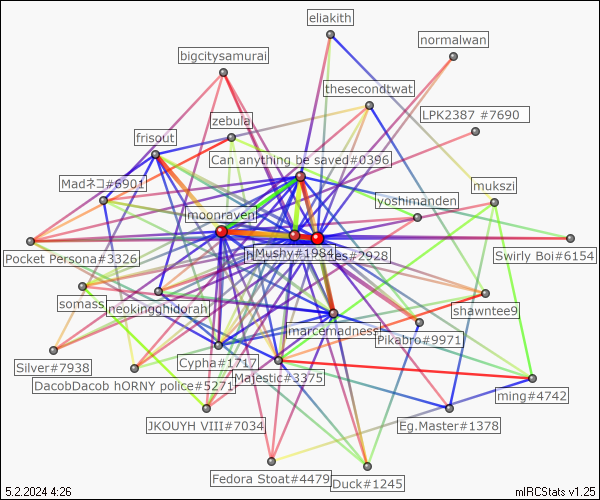 eliakith
normalwan
bigcitysamurai
thesecondtwat
LPK2387 #7690
zebulai
frisout
Can anything be saved#0396
Madネコ#6901
mukszi
yoshimanden
moonraven
Mushy#1984
es#2928
Pocket Persona#3326
Swirly Boi#6154
somass
neokingghidorah
shawntee9
marcemadness
Pikabro#9971
Silver#7938
Cypha#1717
DacobDacob hORNY police#5271
Majestic#3375
ming#4742
JKOUYH VIII#7034
Eg.Master#1378
Fedora Stoat#4479
Duck#1245
5.2.2024 4:26
mIRCStats v1.25